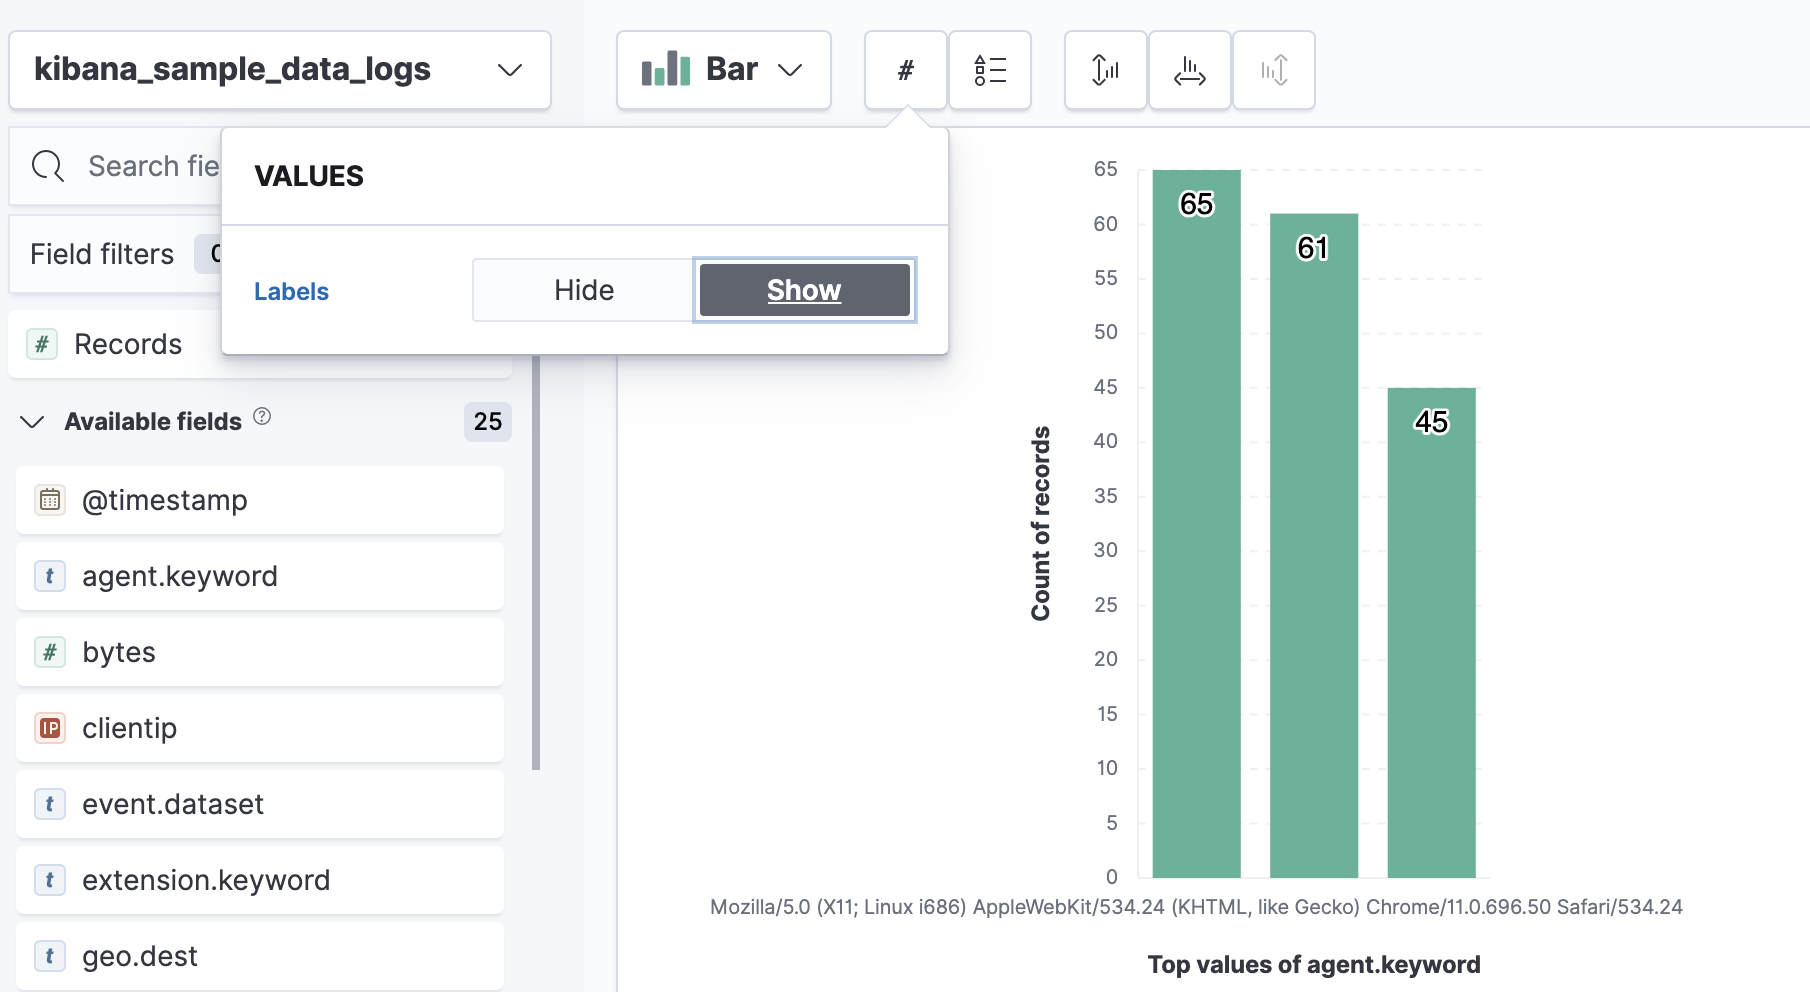 kibana_sample_data_logs
Bar
#
Search fie
Field filters
VALUES
Labels
Hide
Show
# Records
Available fields ?
25
@timestamp
t agent.keyword
# bytes
IP clientip
t event.dataset
t extension.keyword
t geo.dest
65
60
55
50
45
40
35
30
25
20
15
10
5
0
65
61
45
Count of records
Mozilla/5.0 (X11; Linux i686) AppleWebKit/534.24 (KHTML, like Gecko) Chrome/11.0.696.50 Safari/534.24
Top values of agent.keyword